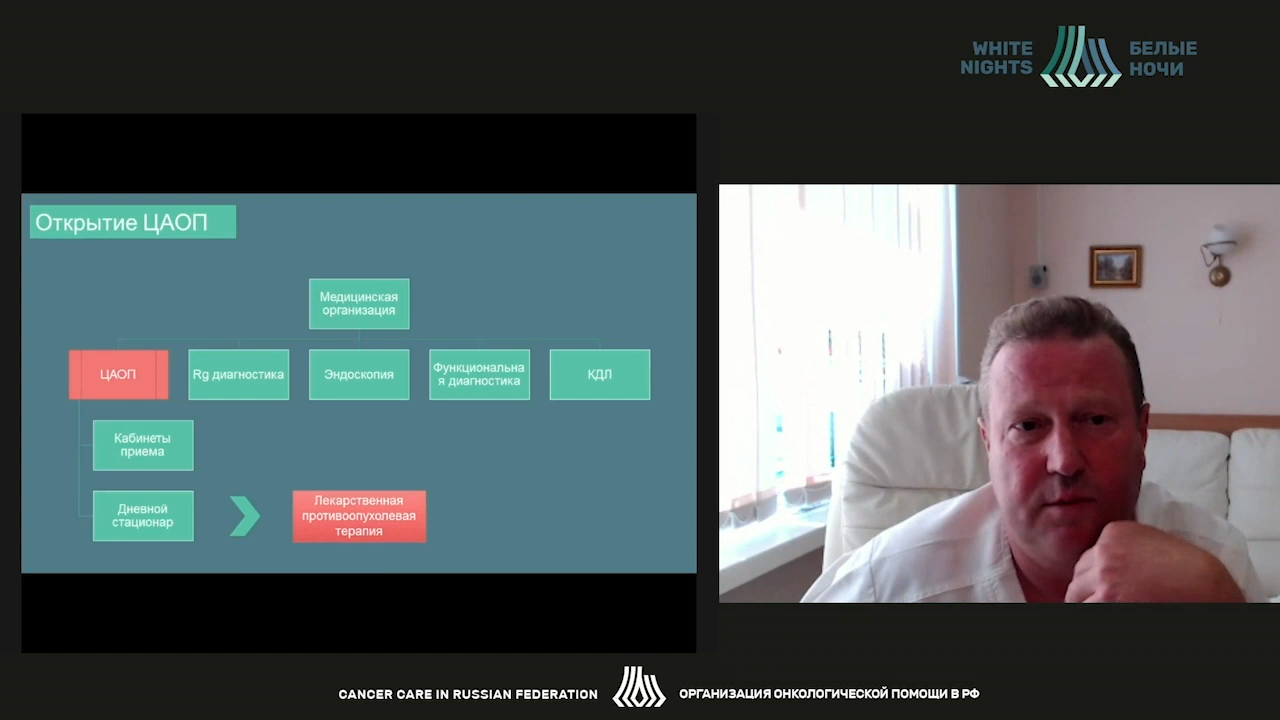 WHITE
NIGHTS
БЕЛЫЕ
НОЧИ
Открытие ЦАОП
Медицинская
организация
ЦАОП
Rg диагностика
Эндоскопия
Функциональна
я диагностика
КДЛ
Кабинеты
приема
Дневной
стационар
Лекарственная
противоопухолевая
терапия
CANCER CARE IN RUSSIAN FEDERATION
ОРГАНИЗАЦИЯ ОНКОЛОГИЧЕСКОЙ ПОМОЩИ В РФ